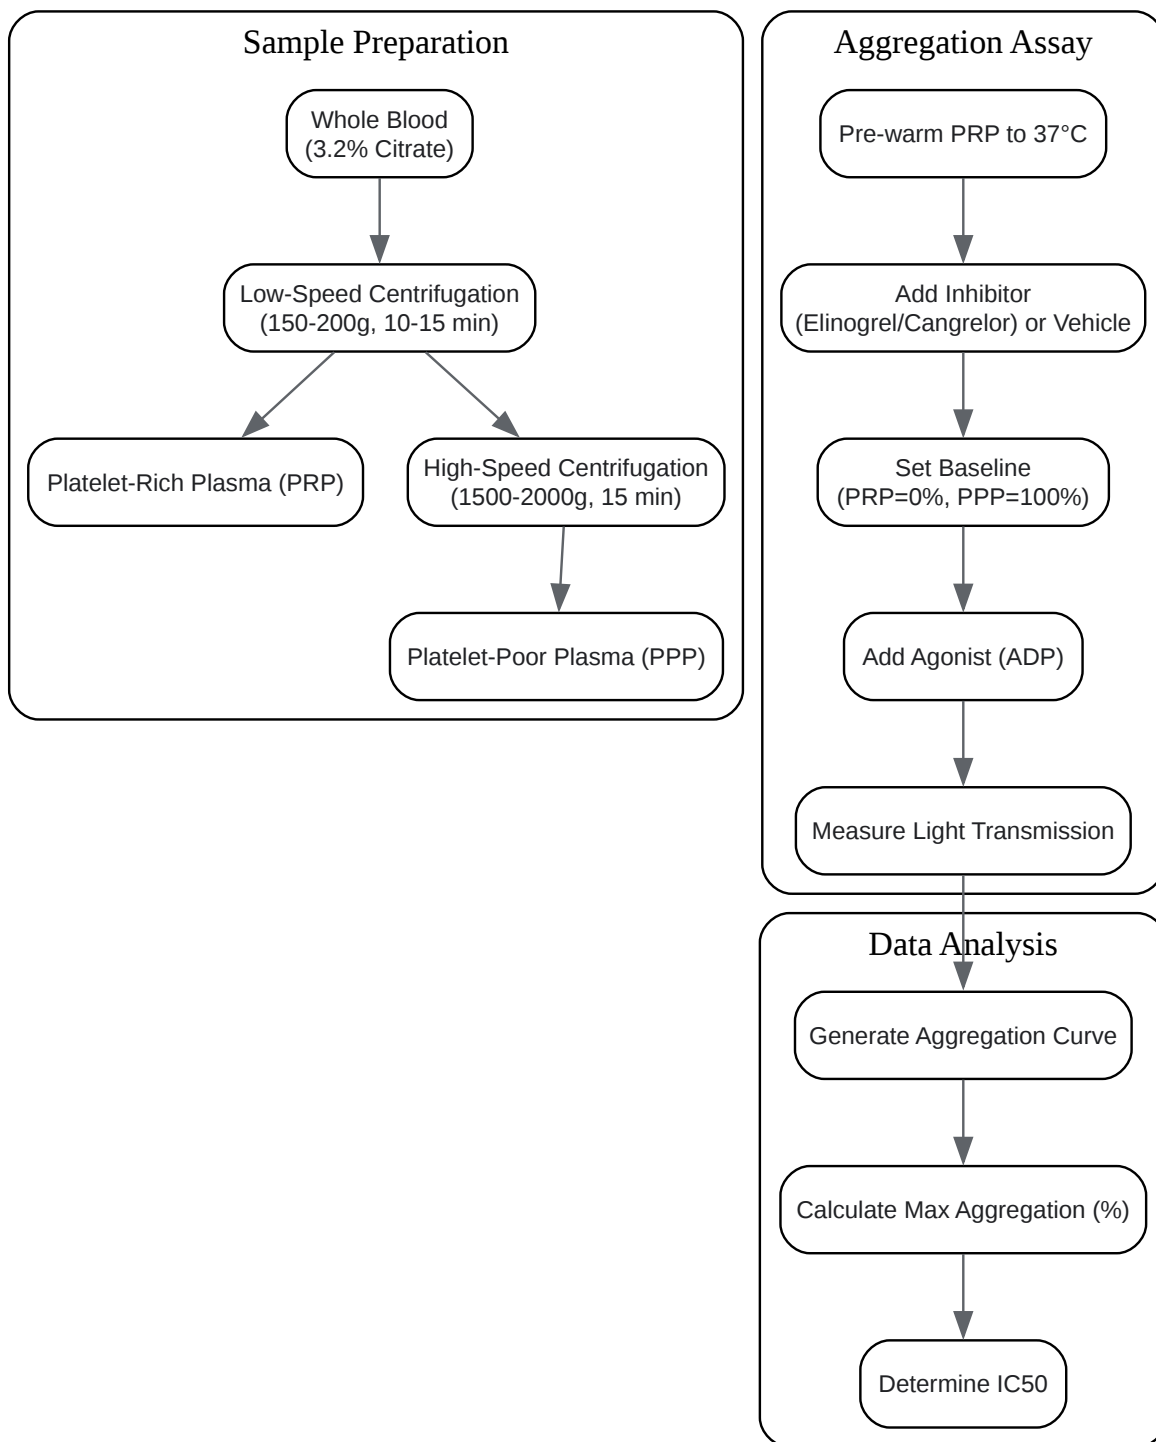 Sample Preparation
Whole Blood
(3.2% Citrate)
Low-Speed Centrifugation
(150-200g, 10-15 min)
Platelet-Rich Plasma (PRP)
High-Speed Centrifugation
(1500-2000g, 15 min)
Platelet-Poor Plasma (PPP)
Aggregation Assay
Pre-warm PRP to 37°C
Add Inhibitor
(Elinogrel/Cangrelor) or Vehicle
Set Baseline
(PRP=0%, PPP=100%)
Add Agonist (ADP)
Measure Light Transmission
Data Analysis
Generate Aggregation Curve
Calculate Max Aggregation (%)
Determine IC50